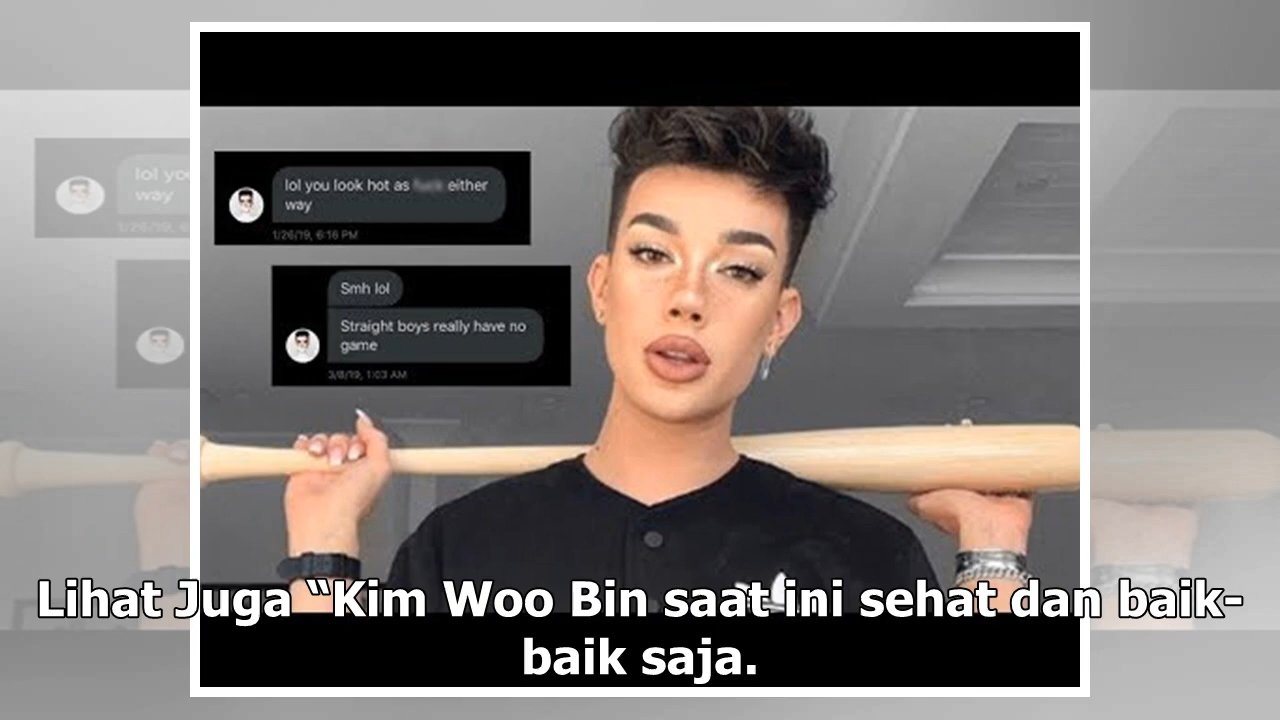 lol you look hot as either
way
1/26/19, 6:16 PM
Smh lol
Straight boys really have no
game
3/8/19, 1:03 AM
Lihat Juga “Kim Woo Bin saat ini sehat dan baik-
baik saja.